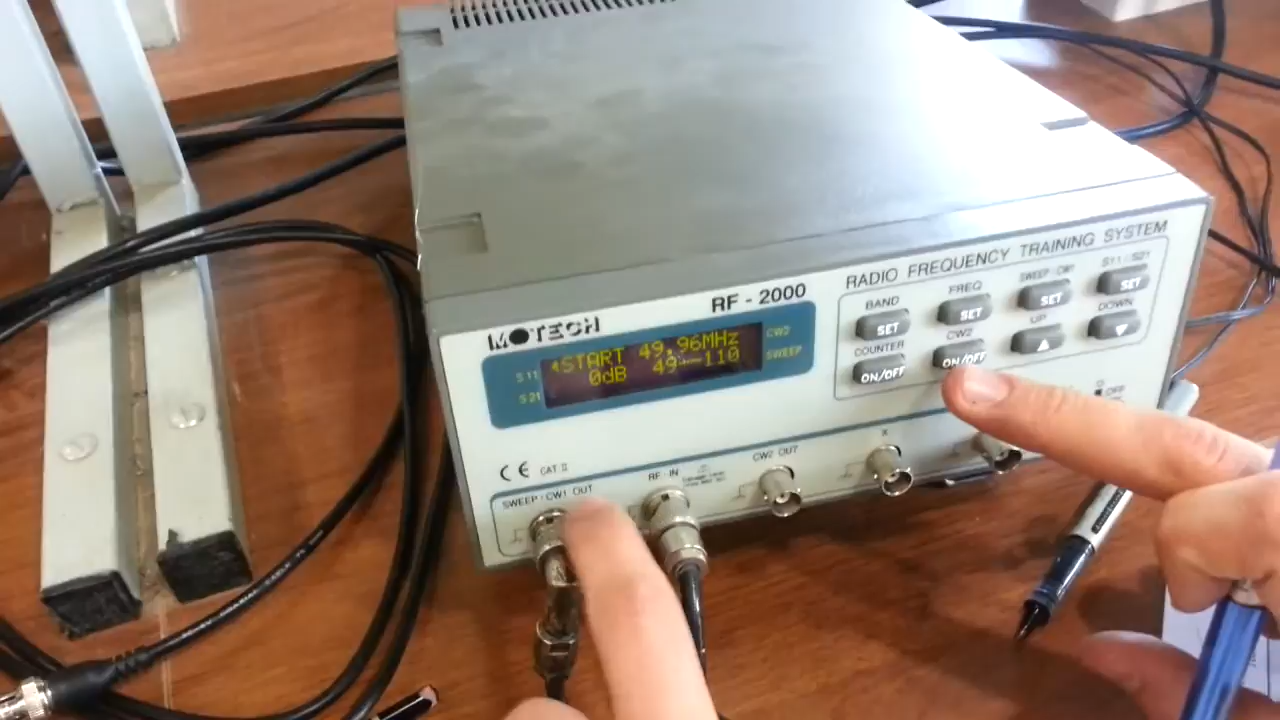 RADIO FREQUENCY TRAINING SYSTEM
RF - 2000
MOTECH
BAND
FREQ
SWEEP / CW1
S11 / S21
SET
SET
SET
SET
COUNTER
CW2
UP
DOWN
ON/OFF
ON/OFF
S11
S21
*START 49.96MHz
0dB 49~110
CW2
SWEEP
CE CAT II
SWEEP / CW1 OUT
RF - IN
CW2 OUT
X
OFF